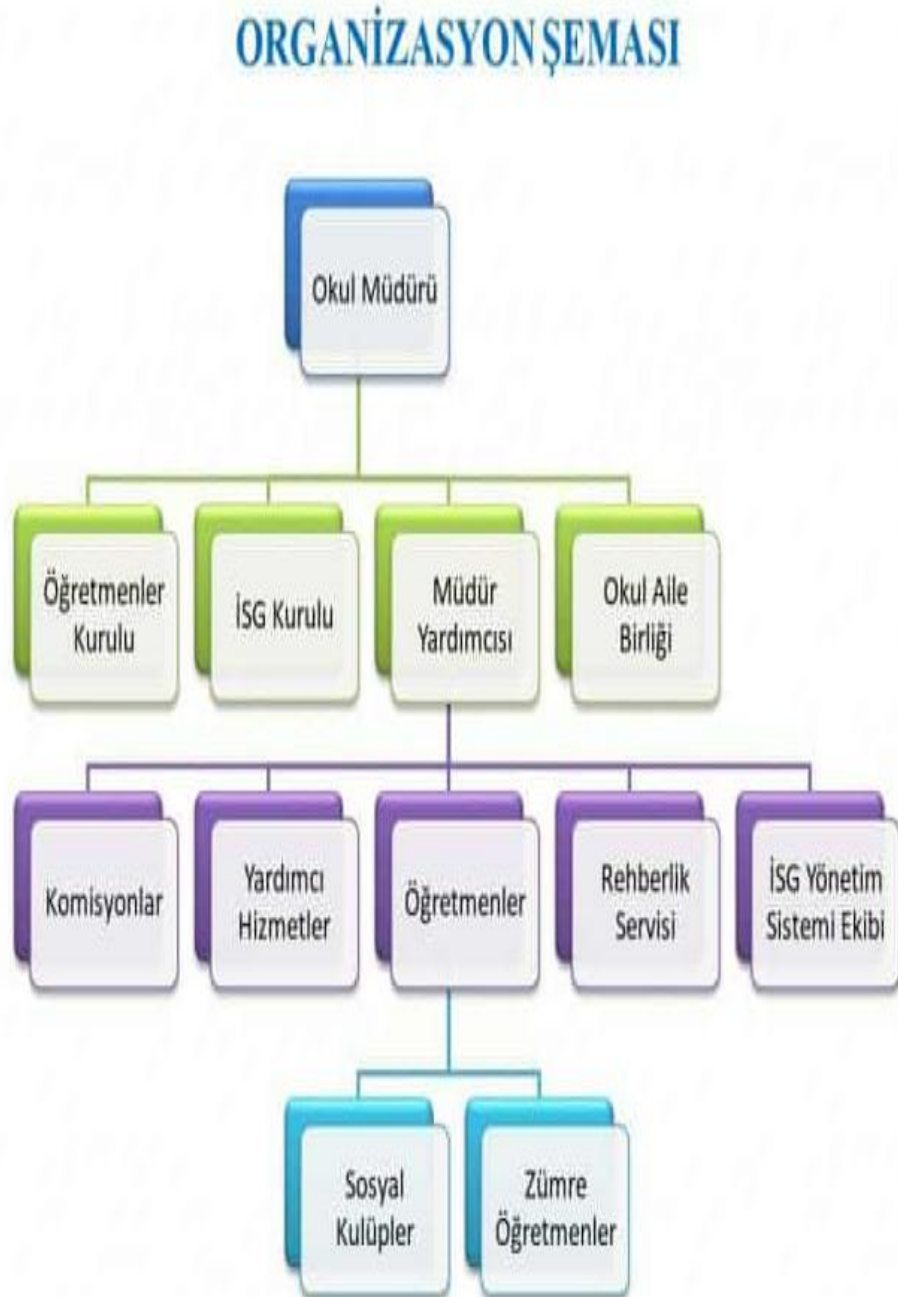 ORGANİZASYON ŞEMASI
Okul Müdürü
Öğretmenler
Kurulu
İSG Kurulu
Müdür
Yardımcısı
Okul Aile
Birliği
Komisyonlar
Yardımcı
Hizmetler
Öğretmenler
Rehberlik
Servisi
İSG Yönetim
Sistemi Ekibi
Sosyal
Kulüpler
Zümre
Öğretmenler